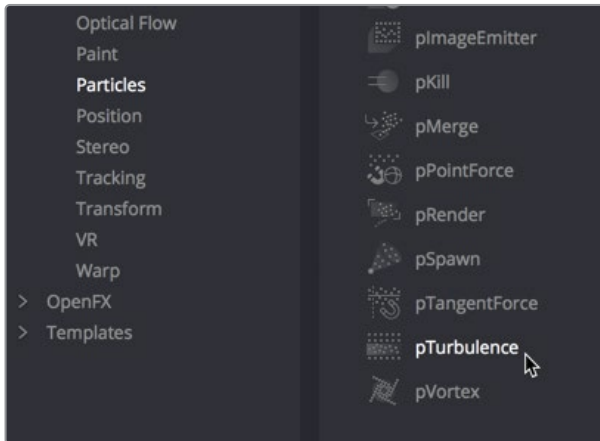 Optical Flow
Paint
Particles
Position
Stereo
Tracking
Transform
VR
Warp
OpenFX
Templates
pImageEmitter
pKill
pMerge
pPointForce
pRender
pSpawn
pTangentForce
pTurbulence
pVortex